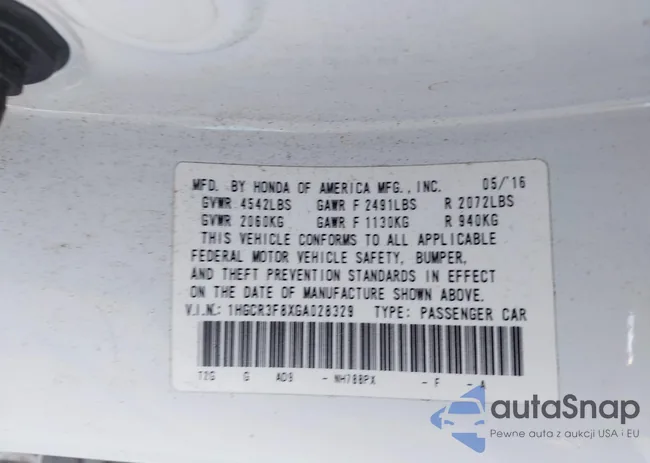 MFD. BY HONDA OF AMERICA MFG., INC. 05/'16
GVWR 4542LBS GAWR F 2491LBS R 2072LBS
GVWR 2060KG GAWR F 1130KG R 940KG
THIS VEHICLE CONFORMS TO ALL APPLICABLE
FEDERAL MOTOR VEHICLE SAFETY, BUMPER,
AND THEFT PREVENTION STANDARDS IN EFFECT
ON THE DATE OF MANUFACTURE SHOWN ABOVE.
V.I.N.: 1HGCR3F8XGA028329 TYPE: PASSENGER CAR
T2G G AD9 - NH788PX - F - A
autaSnap
Pewne auta z aukcji USA i EU